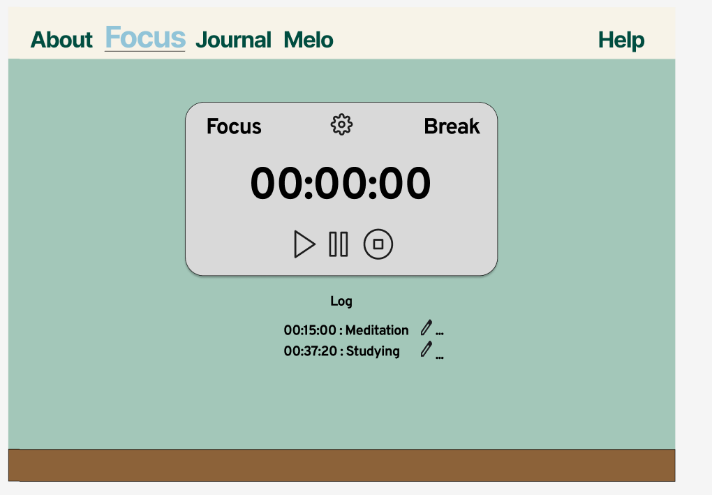 About Focus Journal Melo Help
Focus Break
00:00:00
Log
00:15:00 : Meditation ...
00:37:20 : Studying ...